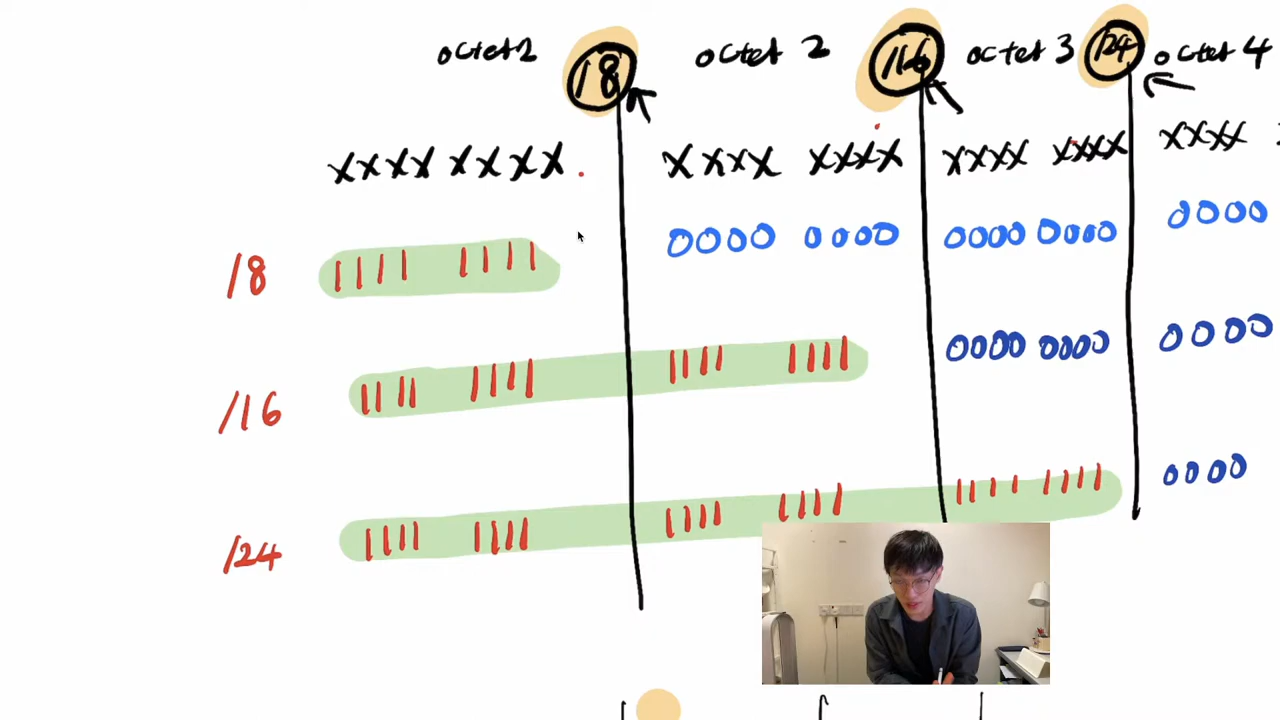 octet1 /8 octet 2 /16 octet 3 /24 octet 4
xxxx xxxx . xxxx xxxx xxxx xxxx xxxx
/8 1111 1111 0000 0000 0000 0000 0000
/16 1111 1111 1111 1111 0000 0000 0000
/24 1111 1111 1111 1111 1111 1111 0000